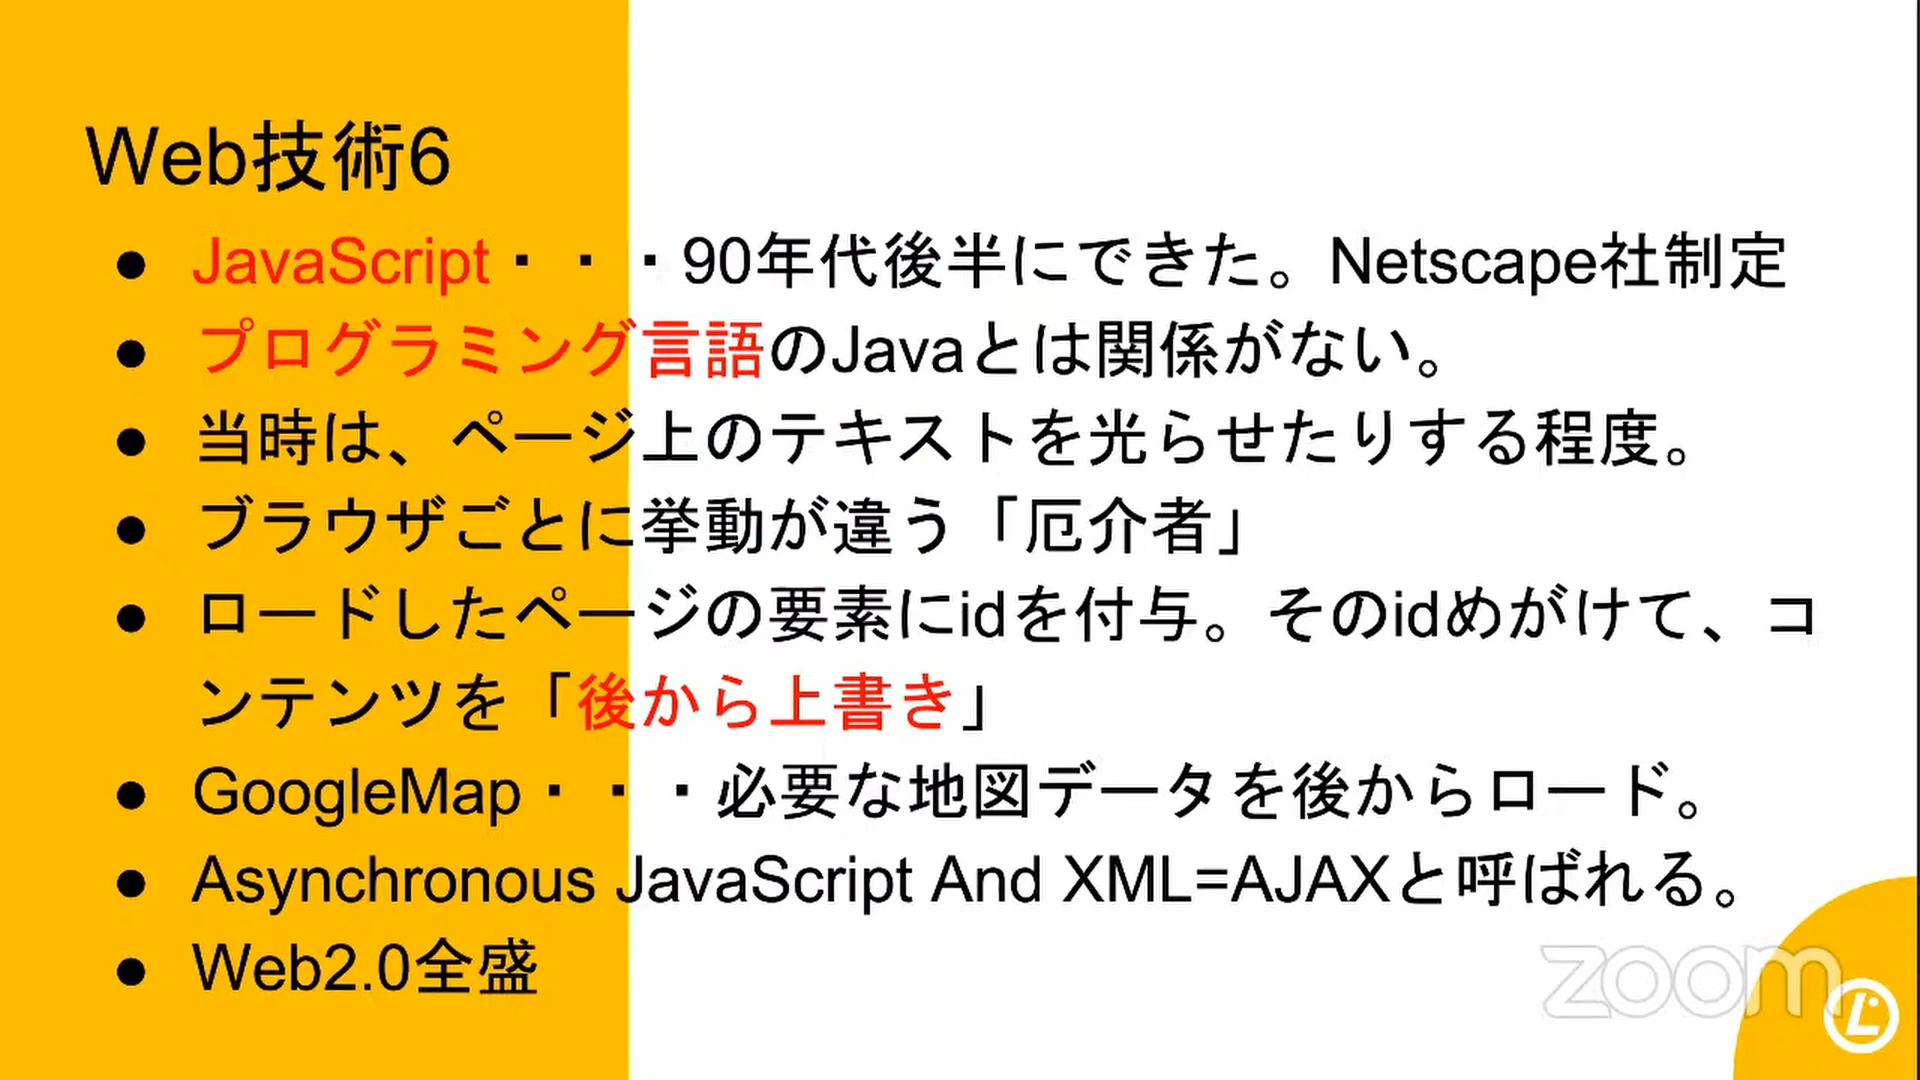 Web技術6
● JavaScript・・・90年代後半にできた。Netscape社制定
● プログラミング言語のJavaとは関係がない。
● 当時は、ページ上のテキストを光らせたりする程度。
● ブラウザごとに挙動が違う「厄介者」
● ロードしたページの要素にidを付与。そのidめがけて、コ
ンテンツを「後から上書き」
● GoogleMap・・・必要な地図データを後からロード。
● Asynchronous JavaScript And XML=AJAXと呼ばれる。
● Web2.0全盛
zoom
L